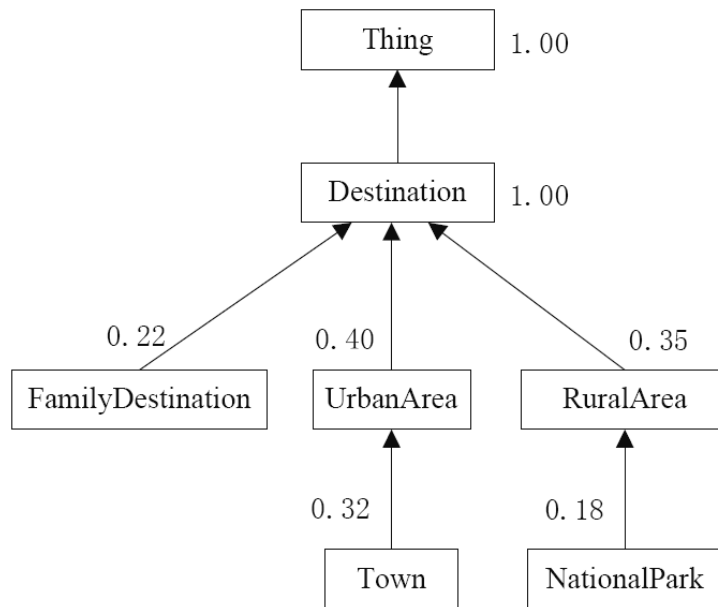 Thing
1.00
Destination
1.00
0.22
0.40
0.35
FamilyDestination
UrbanArea
RuralArea
0.32
0.18
Town
NationalPark